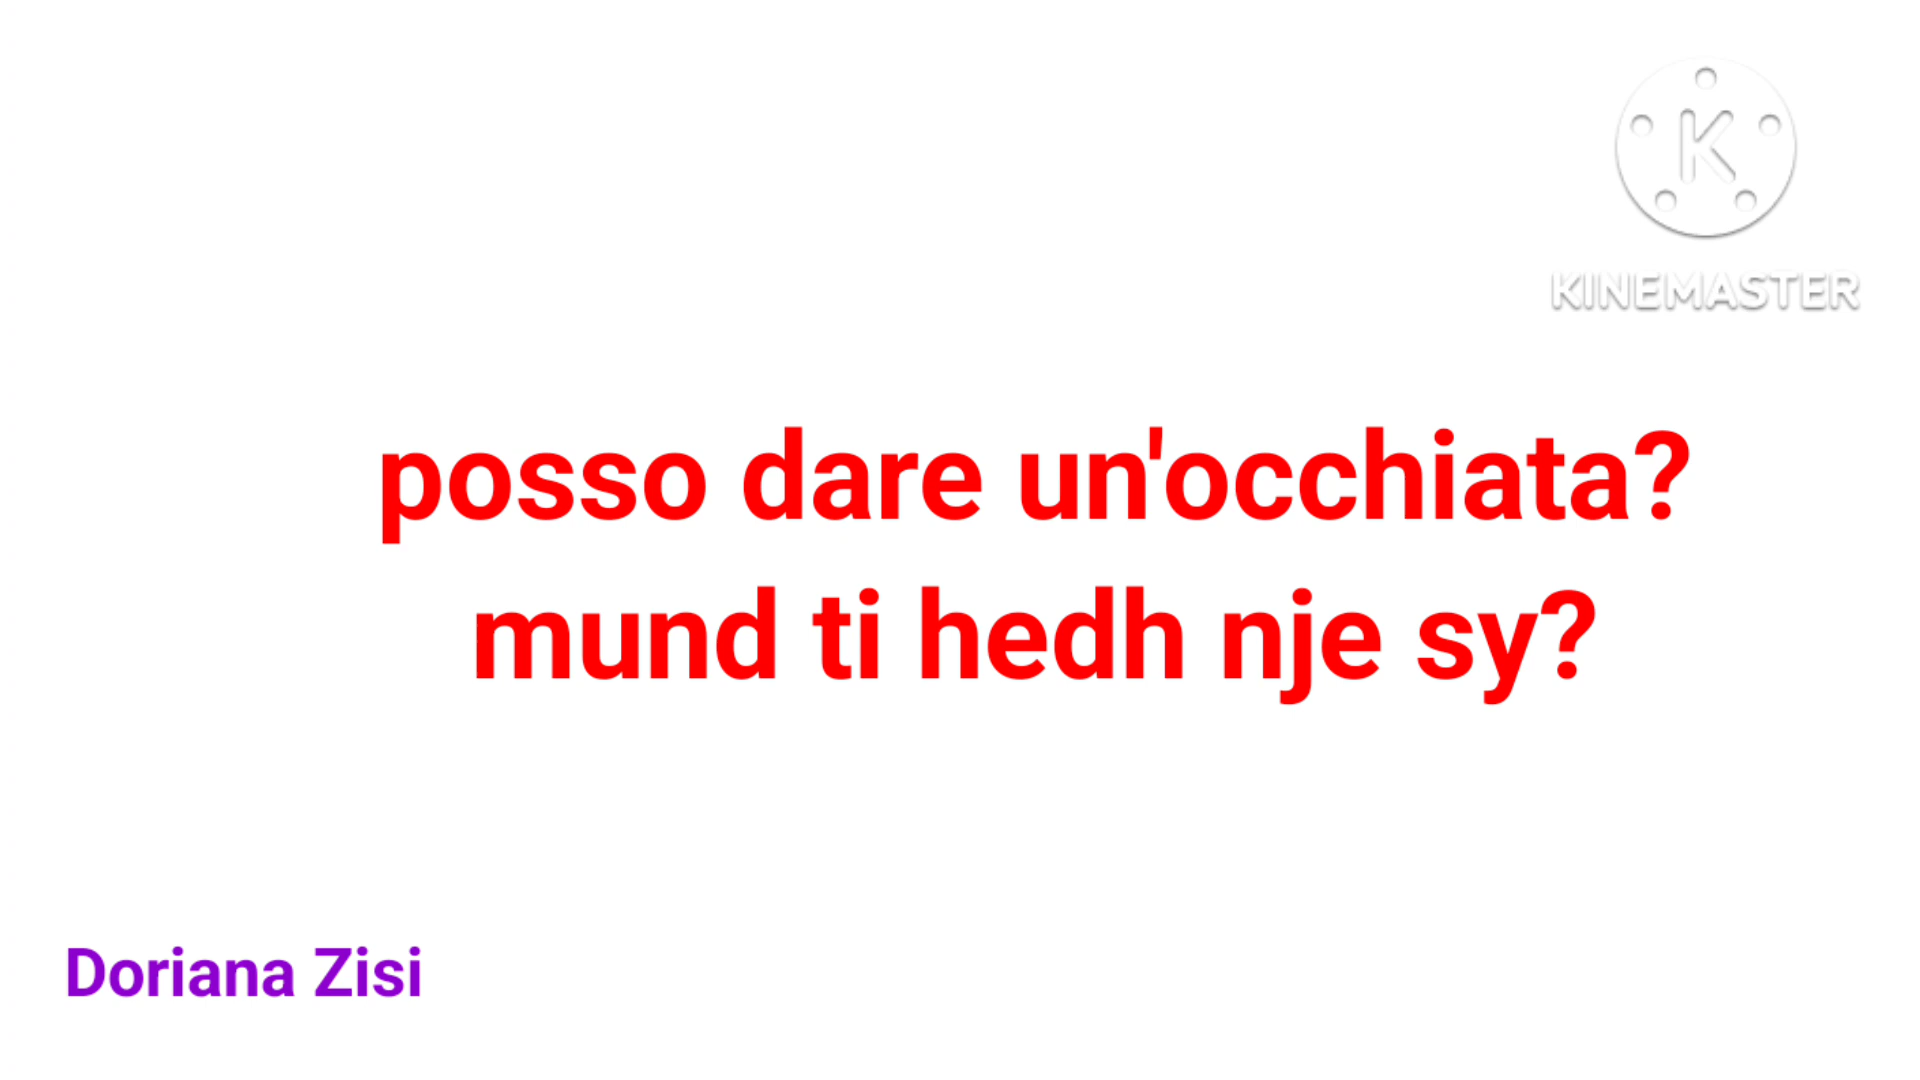 K
KINEMASTER
posso dare un'occhiata?
mund ti hedh nje sy?
Doriana Zisi